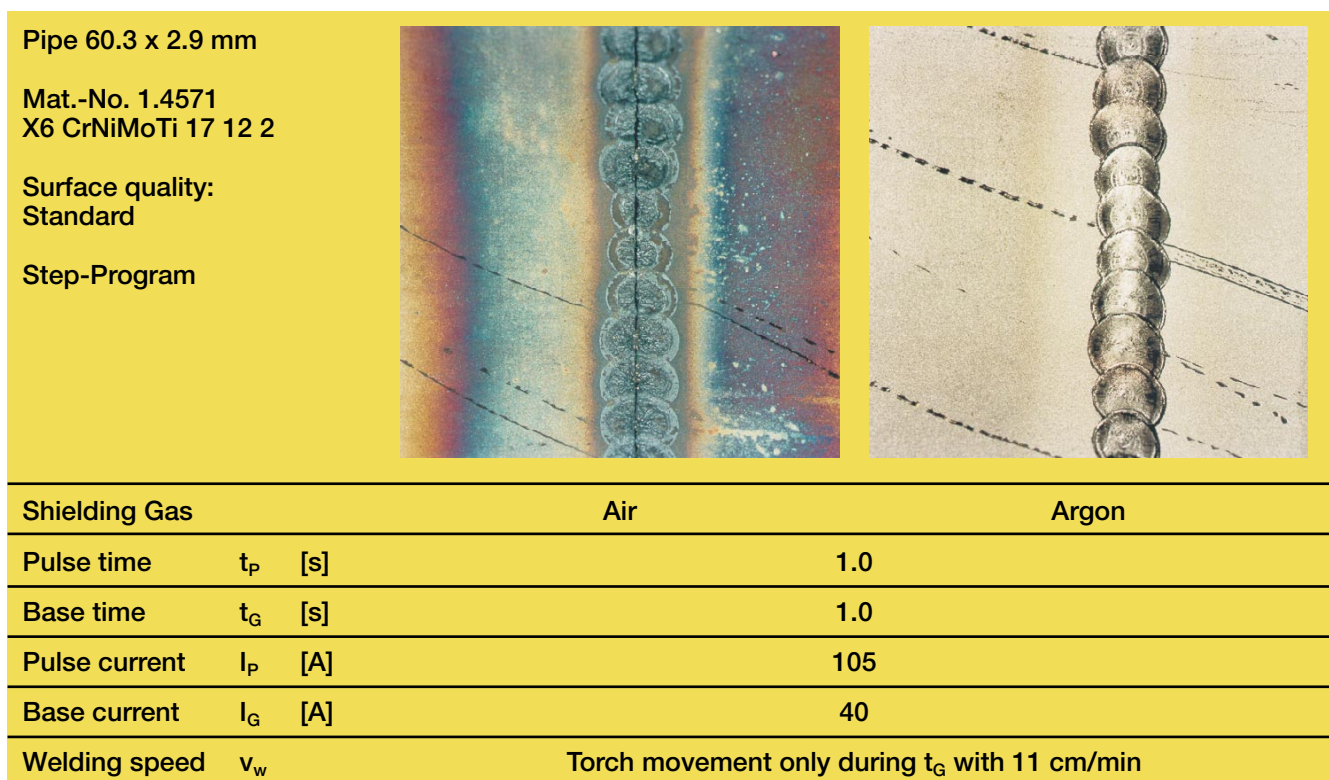 Pipe 60.3 x 2.9 mm
Mat.-No. 1.4571
X6 CrNiMoTi 17 12 2
Surface quality:
Standard
Step-Program
Shielding Gas Air Argon
Pulse time tP [s] 1.0
Base time tG [s] 1.0
Pulse current IP [A] 105
Base current IG [A] 40
Welding speed vw Torch movement only during tG with 11 cm/min